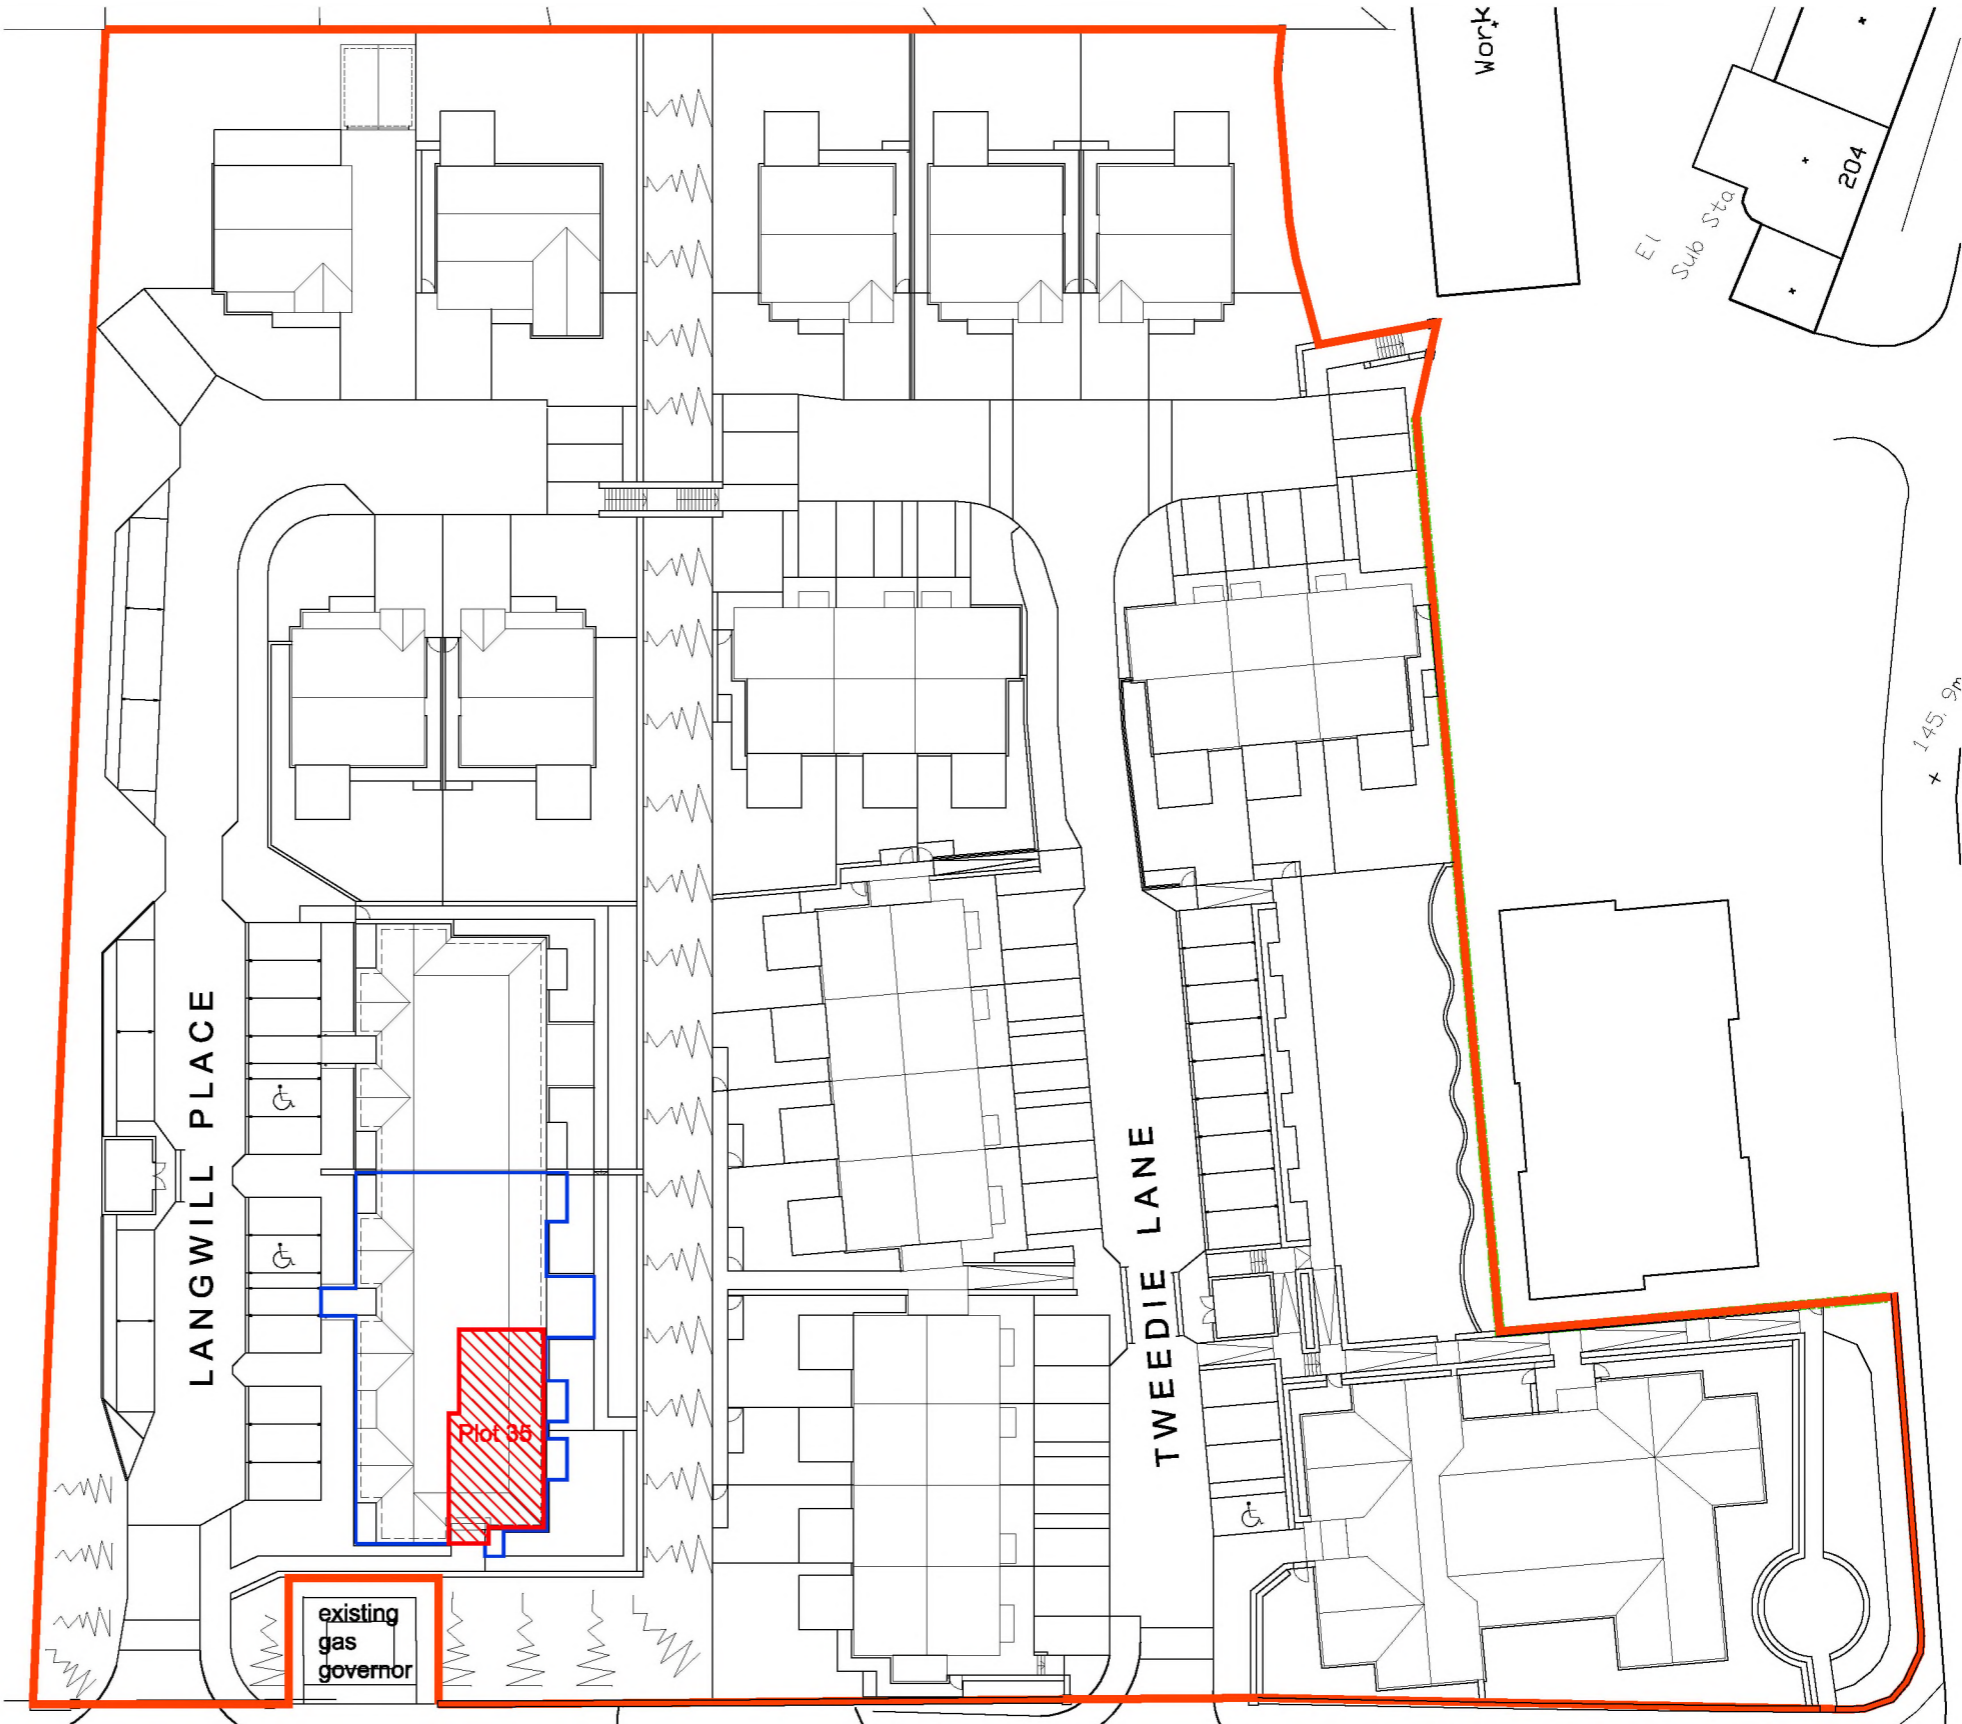 Work
204
El
Sub Sta
145.9m
LANGWILL PLACE
TWEEDIE LANE
Plot 35
existing
gas
governor